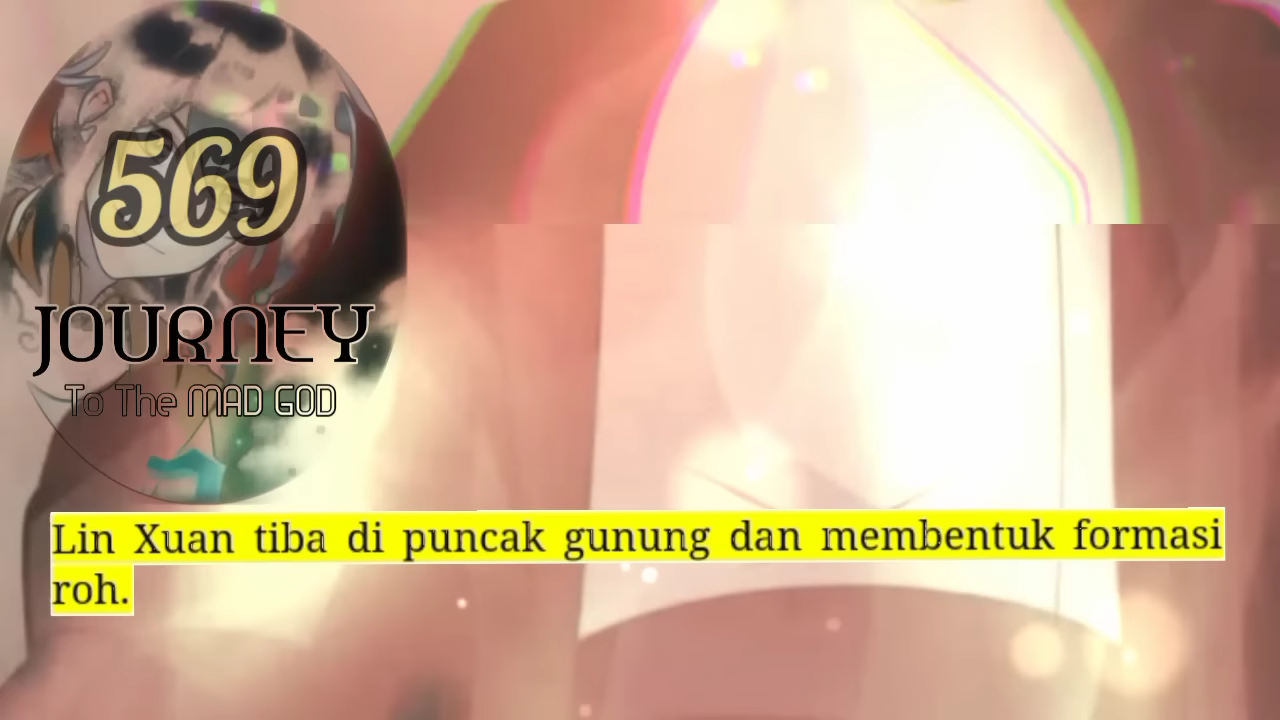 569
JOURNEY
To The MAD GOD
Lin Xuan tiba di puncak gunung dan membentuk formasi
roh.